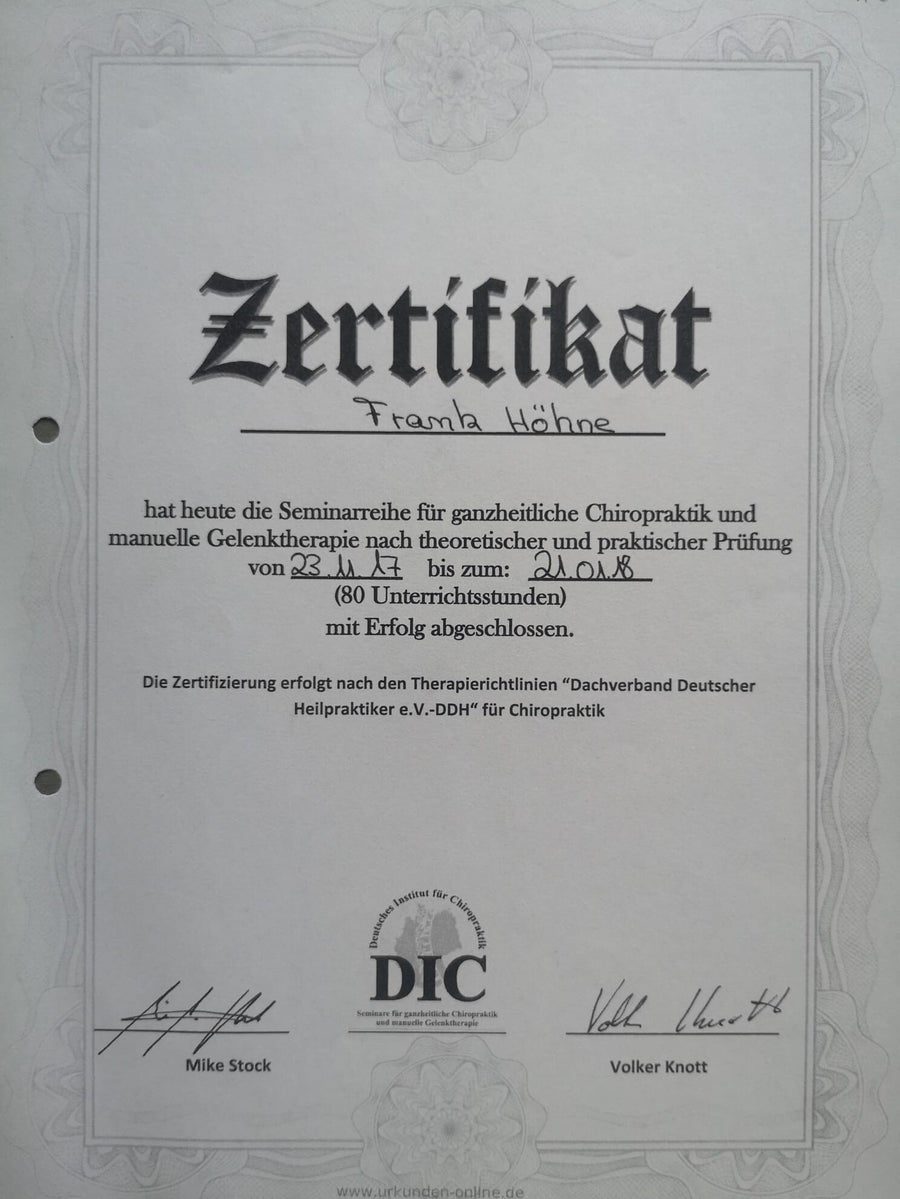 Zertifikat
Frank Höhne
hat heute die Seminarreihe für ganzheitliche Chiropraktik und
manuelle Gelenktherapie nach theoretischer und praktischer Prüfung
von 23.11.17 bis zum: 21.01.18
(80 Unterrichtsstunden)
mit Erfolg abgeschlossen.
Die Zertifizierung erfolgt nach den Therapierichtlinien “Dachverband Deutscher
Heilpraktiker e.V.-DDH“ für Chiropraktik
Deutsches Institut für Chiropraktik
DIC
Seminare für ganzheitliche Chiropraktik
und manuelle Gelenktherapie
Volker Knott
Mike Stock
Volker Knott
www.urkunden-online.de